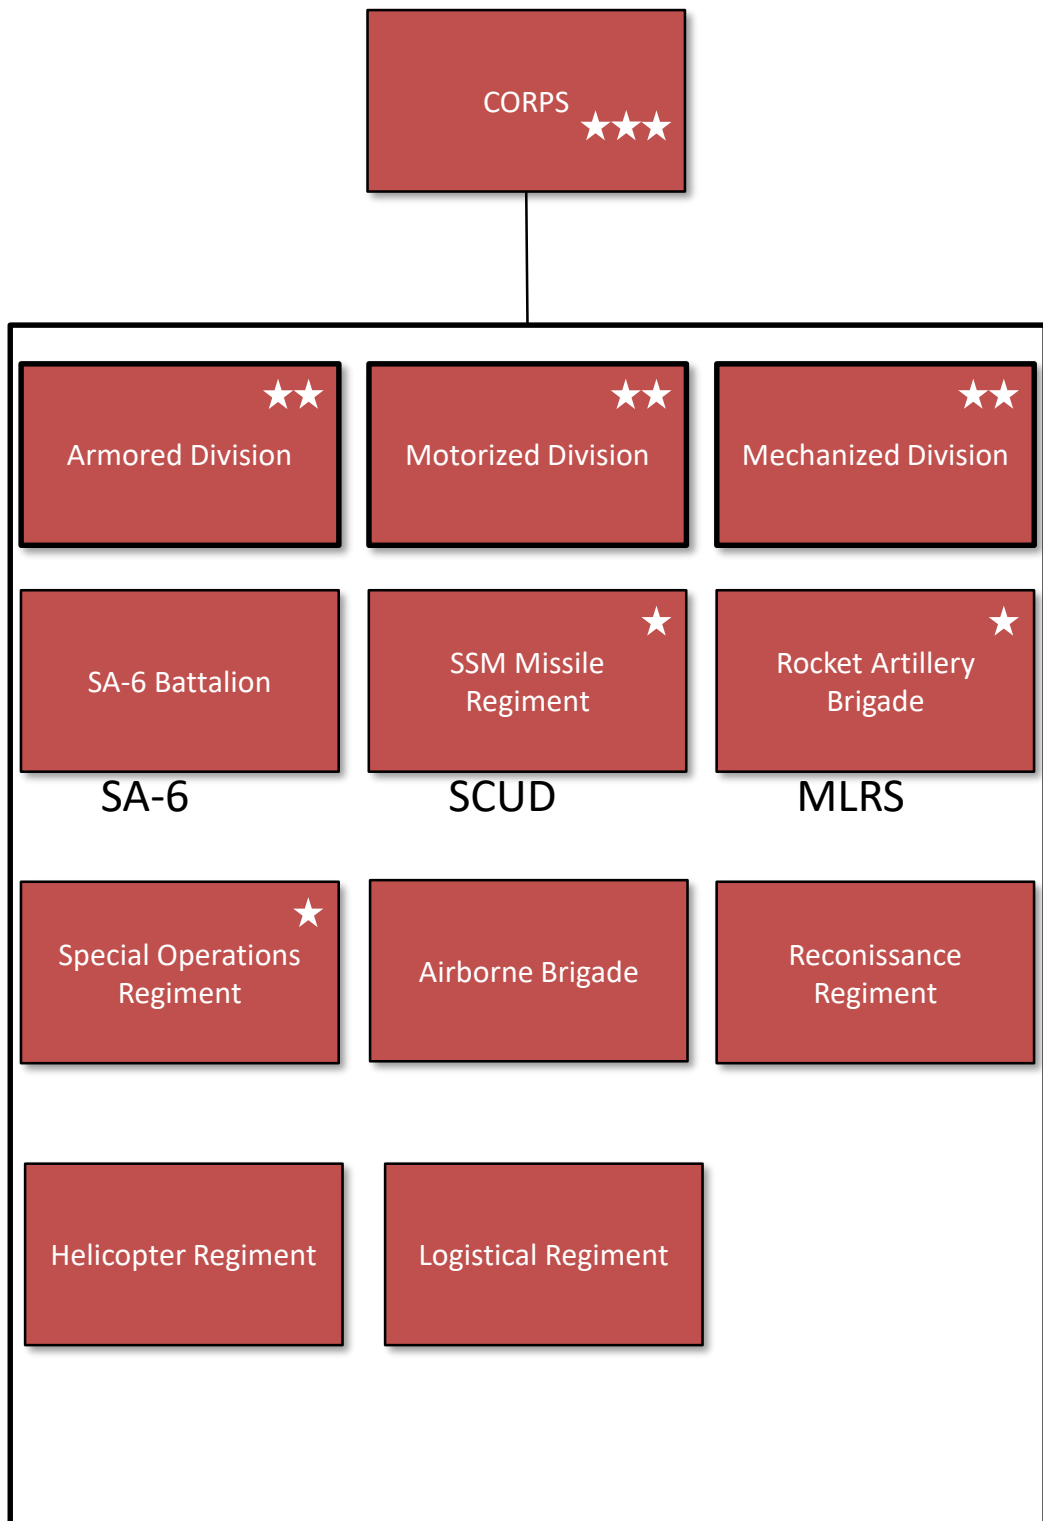 CORPS
Armored Division
Motorized Division
Mechanized Division
SA-6 Battalion
SSM Missile
Regiment
Rocket Artillery
Brigade
SA-6
SCUD
MLRS
Special Operations
Regiment
Airborne Brigade
Reconissance
Regiment
Helicopter Regiment
Logistical Regiment